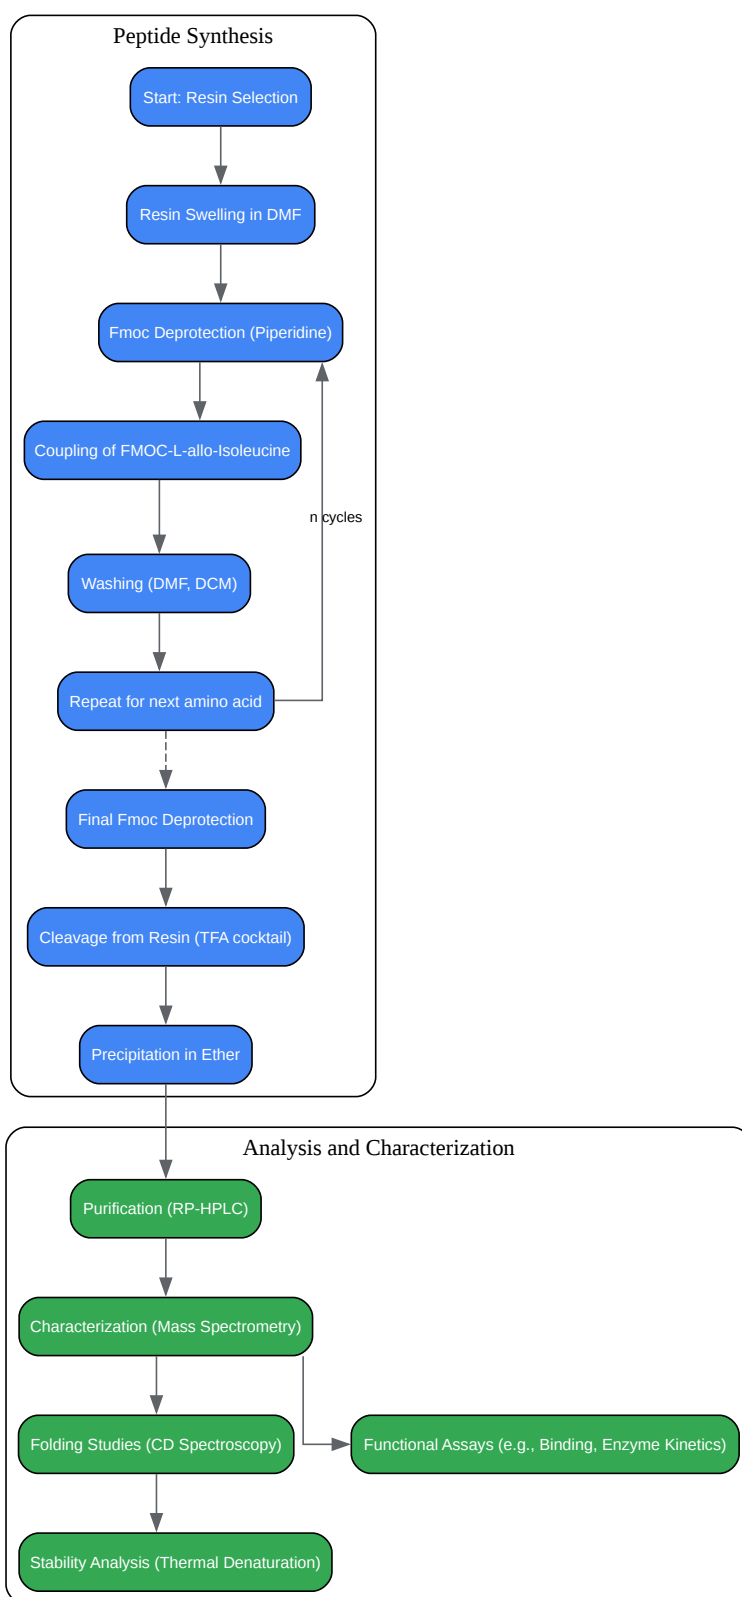 Peptide Synthesis
Start: Resin Selection
Resin Swelling in DMF
Fmoc Deprotection (Piperidine)
Coupling of FMOC-L-allo-Isoleucine
n cycles
Washing (DMF, DCM)
Repeat for next amino acid
Final Fmoc Deprotection
Cleavage from Resin (TFA cocktail)
Precipitation in Ether
Analysis and Characterization
Purification (RP-HPLC)
Characterization (Mass Spectrometry)
Folding Studies (CD Spectroscopy)
Functional Assays (e.g., Binding, Enzyme Kinetics)
Stability Analysis (Thermal Denaturation)